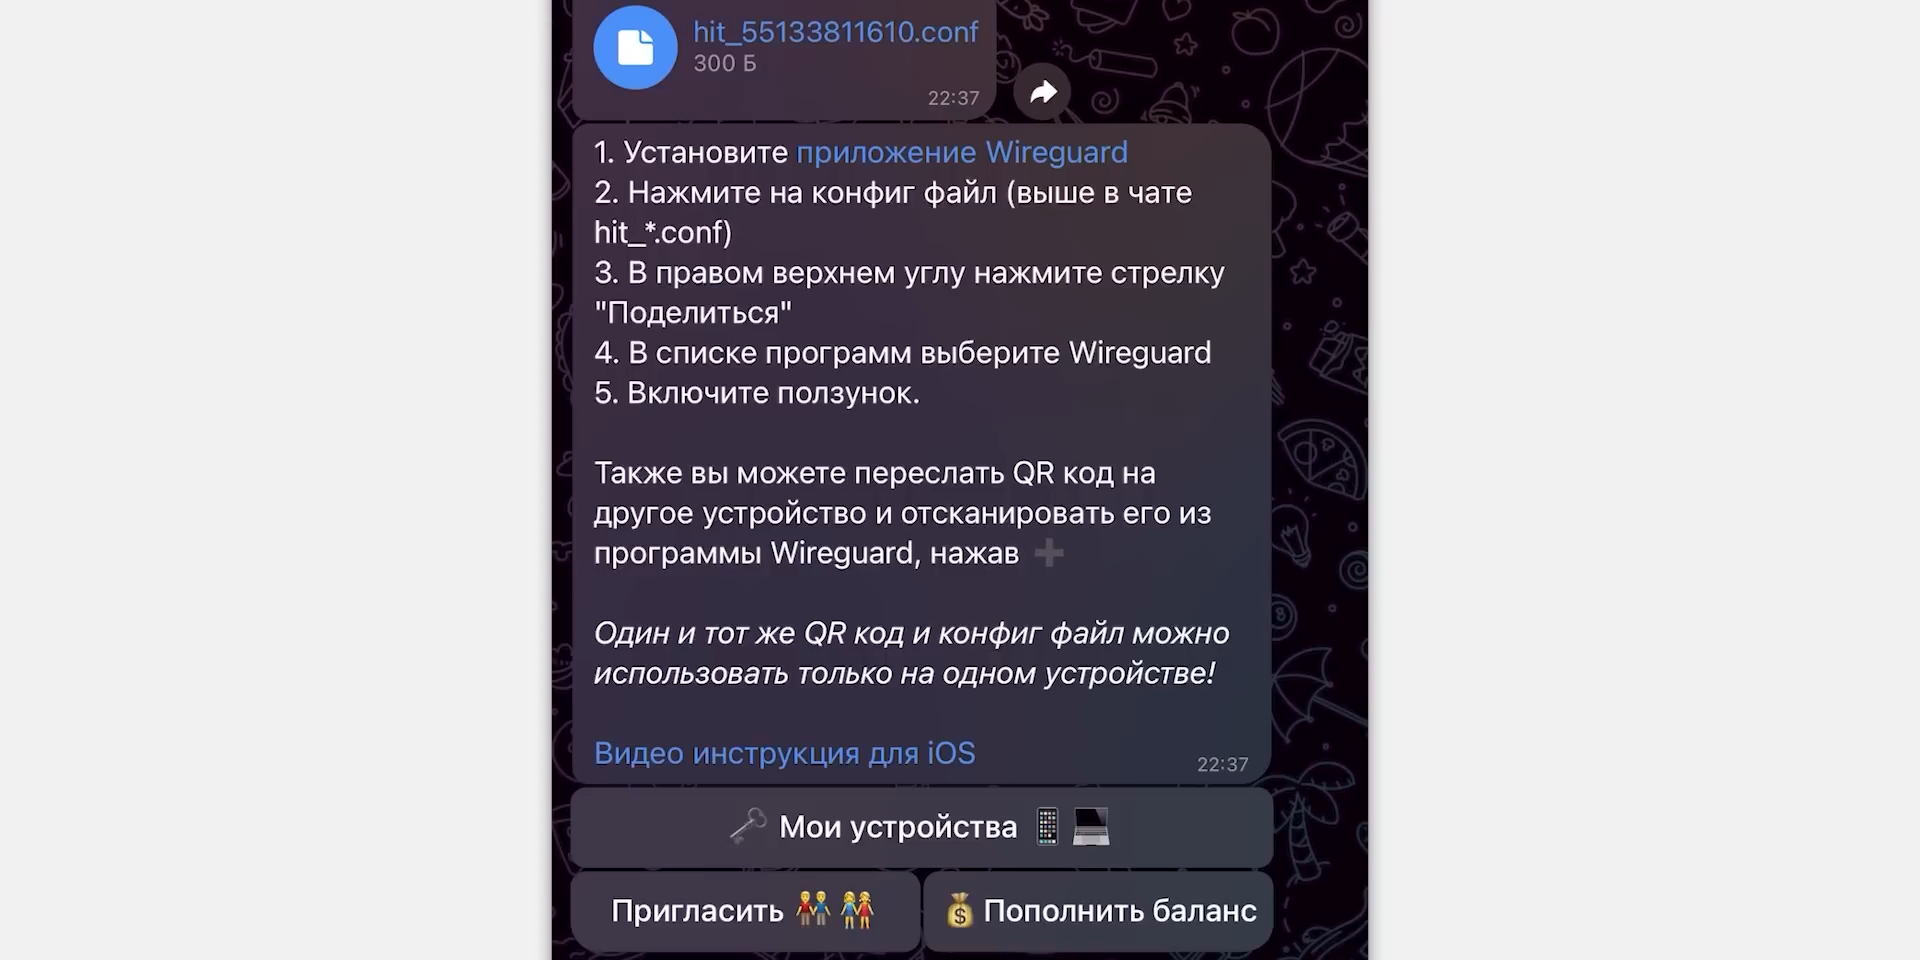 hit_55133811610.conf
300 Б
22:37
1. Установите приложение Wireguard
2. Нажмите на конфиг файл (выше в чате
hit_*.conf)
3. В правом верхнем углу нажмите стрелку
"Поделиться"
4. В списке программ выберите Wireguard
5. Включите ползунок.
Также вы можете переслать QR код на
другое устройство и отсканировать его из
программы Wireguard, нажав ➕
Один и тот же QR код и конфиг файл можно
использовать только на одном устройстве!
Видео инструкция для iOS
22:37
Мои устройства
Пригласить
Пополнить баланс